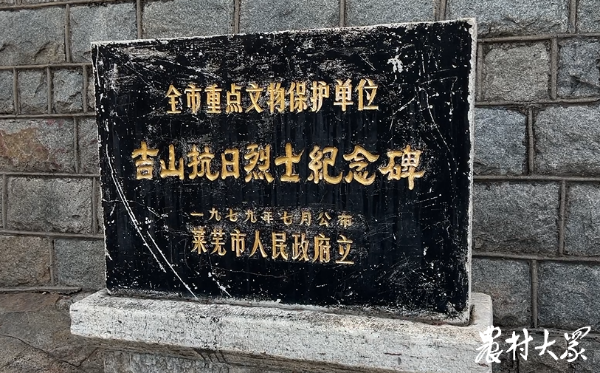 全市重点文物保护单位
吉山抗日烈士纪念碑
一九七九年七月公布
莱芜市人民政府立
農村大眾